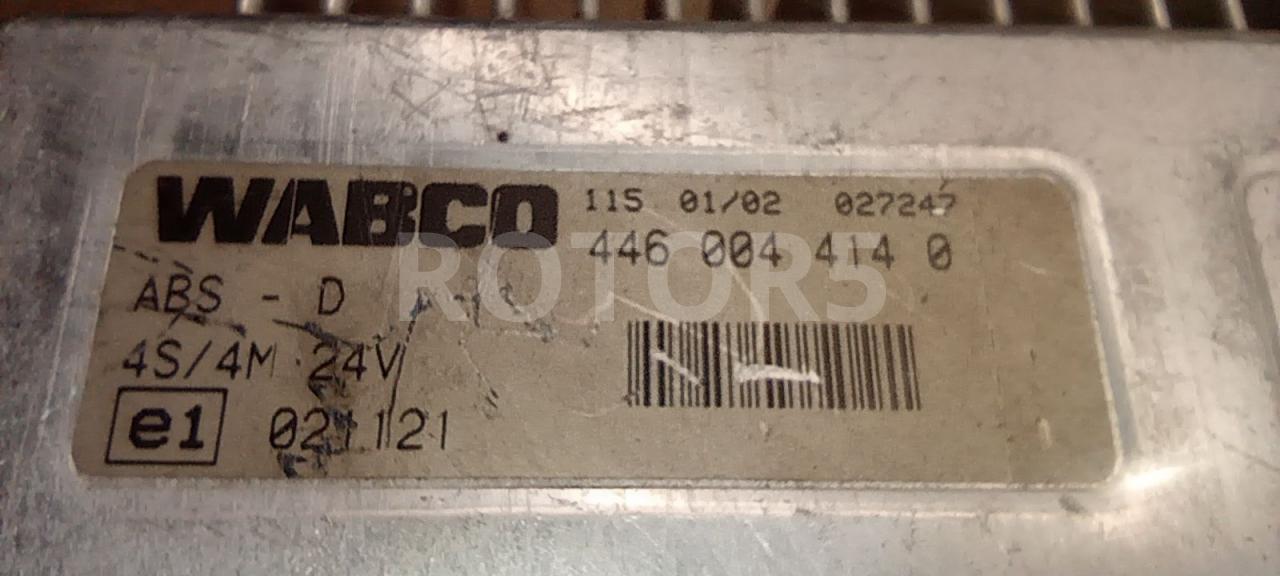 WABCO 115 01/02 027247
446 004 414 0
ROTOR5
ABS - D
4S/4M 24V
e1 021121